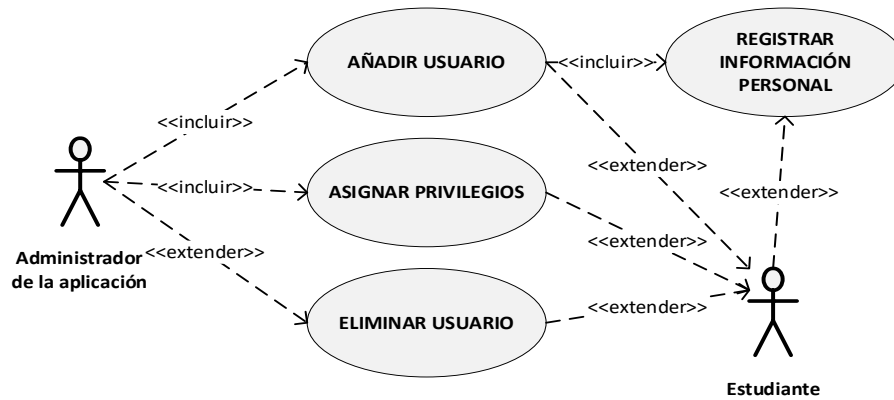 AÑADIR USUARIO
<<incluir>>
REGISTRAR
INFORMACIÓN
PERSONAL
<<incluir>>
<<extender>>
<<incluir>>
ASIGNAR PRIVILEGIOS
<<extender>>
<<extender>>
<<extender>>
Administrador
de la aplicación
ELIMINAR USUARIO
<<extender>>
Estudiante